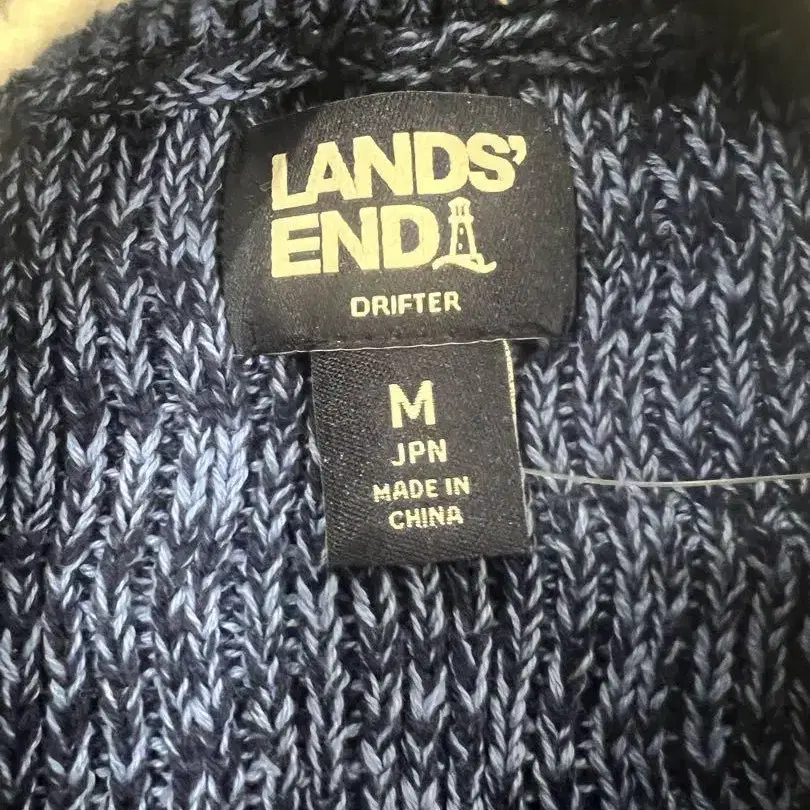 LANDS'
END
DRIFTER
M
JPN
MADE IN
CHINA